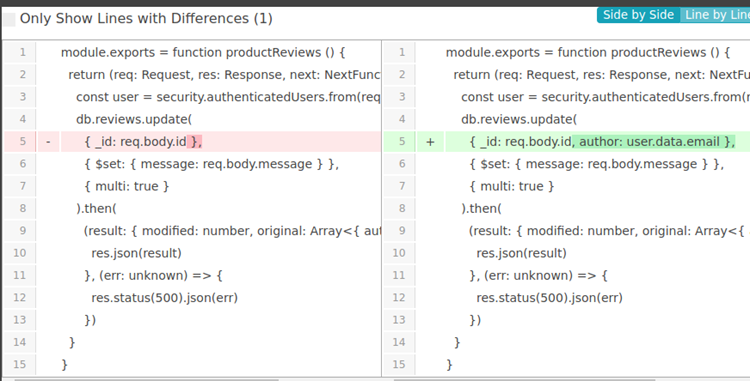 Only Show Lines with Differences (1)
Side by Side Line by Line
1 module.exports = function productReviews () {
2 return (req: Request, res: Response, next: NextFunc
3 const user = security.authenticatedUsers.from(req
4 db.reviews.update(
5 - { _id: req.body.id },
6 { $set: { message: req.body.message } },
7 { multi: true }
8 ).then(
9 (result: { modified: number, original: Array<{ aut
10 res.json(result)
11 }, (err: unknown) => {
12 res.status(500).json(err)
13 })
14 }
15 }
1 module.exports = function productReviews () {
2 return (req: Request, res: Response, next: NextFu
3 const user = security.authenticatedUsers.from(r
4 db.reviews.update(
5 + { _id: req.body.id, author: user.data.email },
6 { $set: { message: req.body.message } },
7 { multi: true }
8 ).then(
9 (result: { modified: number, original: Array<{
10 res.json(result)
11 }, (err: unknown) => {
12 res.status(500).json(err)
13 })
14 }
15 }